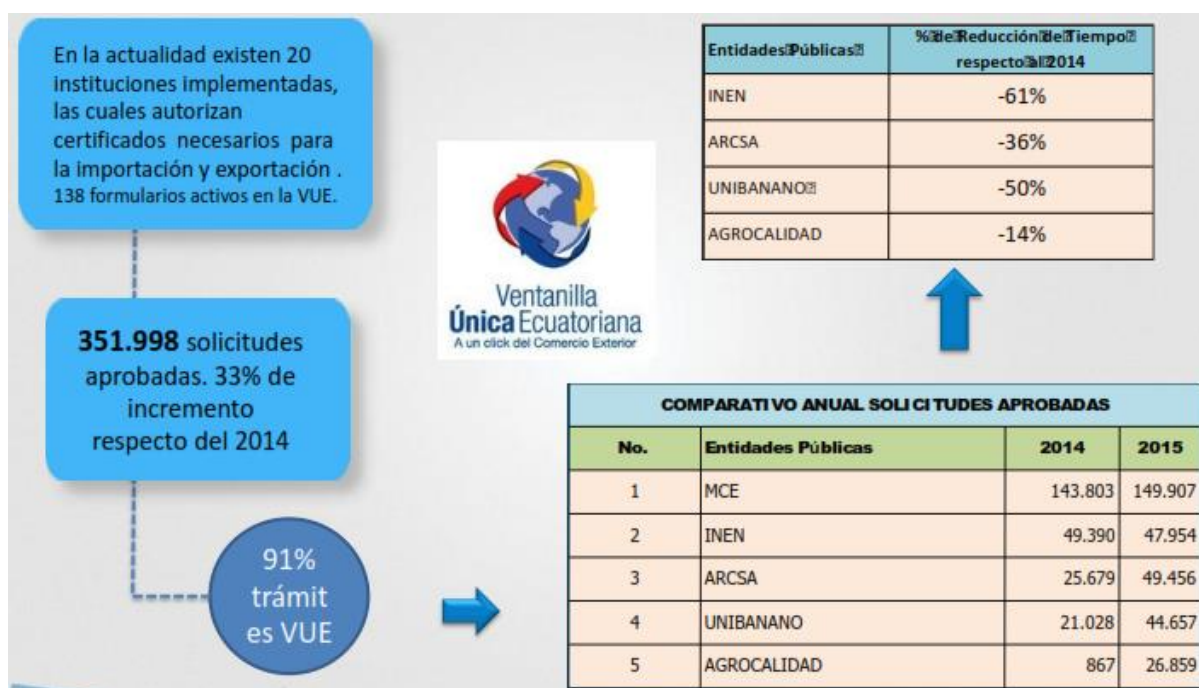 En la actualidad existen 20
instituciones implementadas,
las cuales autorizan
certificados necesarios para
la importación y exportación .
138 formularios activos en la VUE.
351.998 solicitudes
aprobadas. 33% de
incremento
respecto del 2014
91%
trámit
es VUE
Ventanilla
Única Ecuatoriana
A un click del Comercio Exterior
Entidades Públicas % de Reducción de Tiempo
respecto al 2014
INEN -61%
ARCSA -36%
UNIBANANO -50%
AGROCALIDAD -14%
COMPARATIVO ANUAL SOLICITUDES APROBADAS
No. Entidades Públicas 2014 2015
1 MCE 143.803 149.907
2 INEN 49.390 47.954
3 ARCSA 25.679 49.456
4 UNIBANANO 21.028 44.657
5 AGROCALIDAD 867 26.859